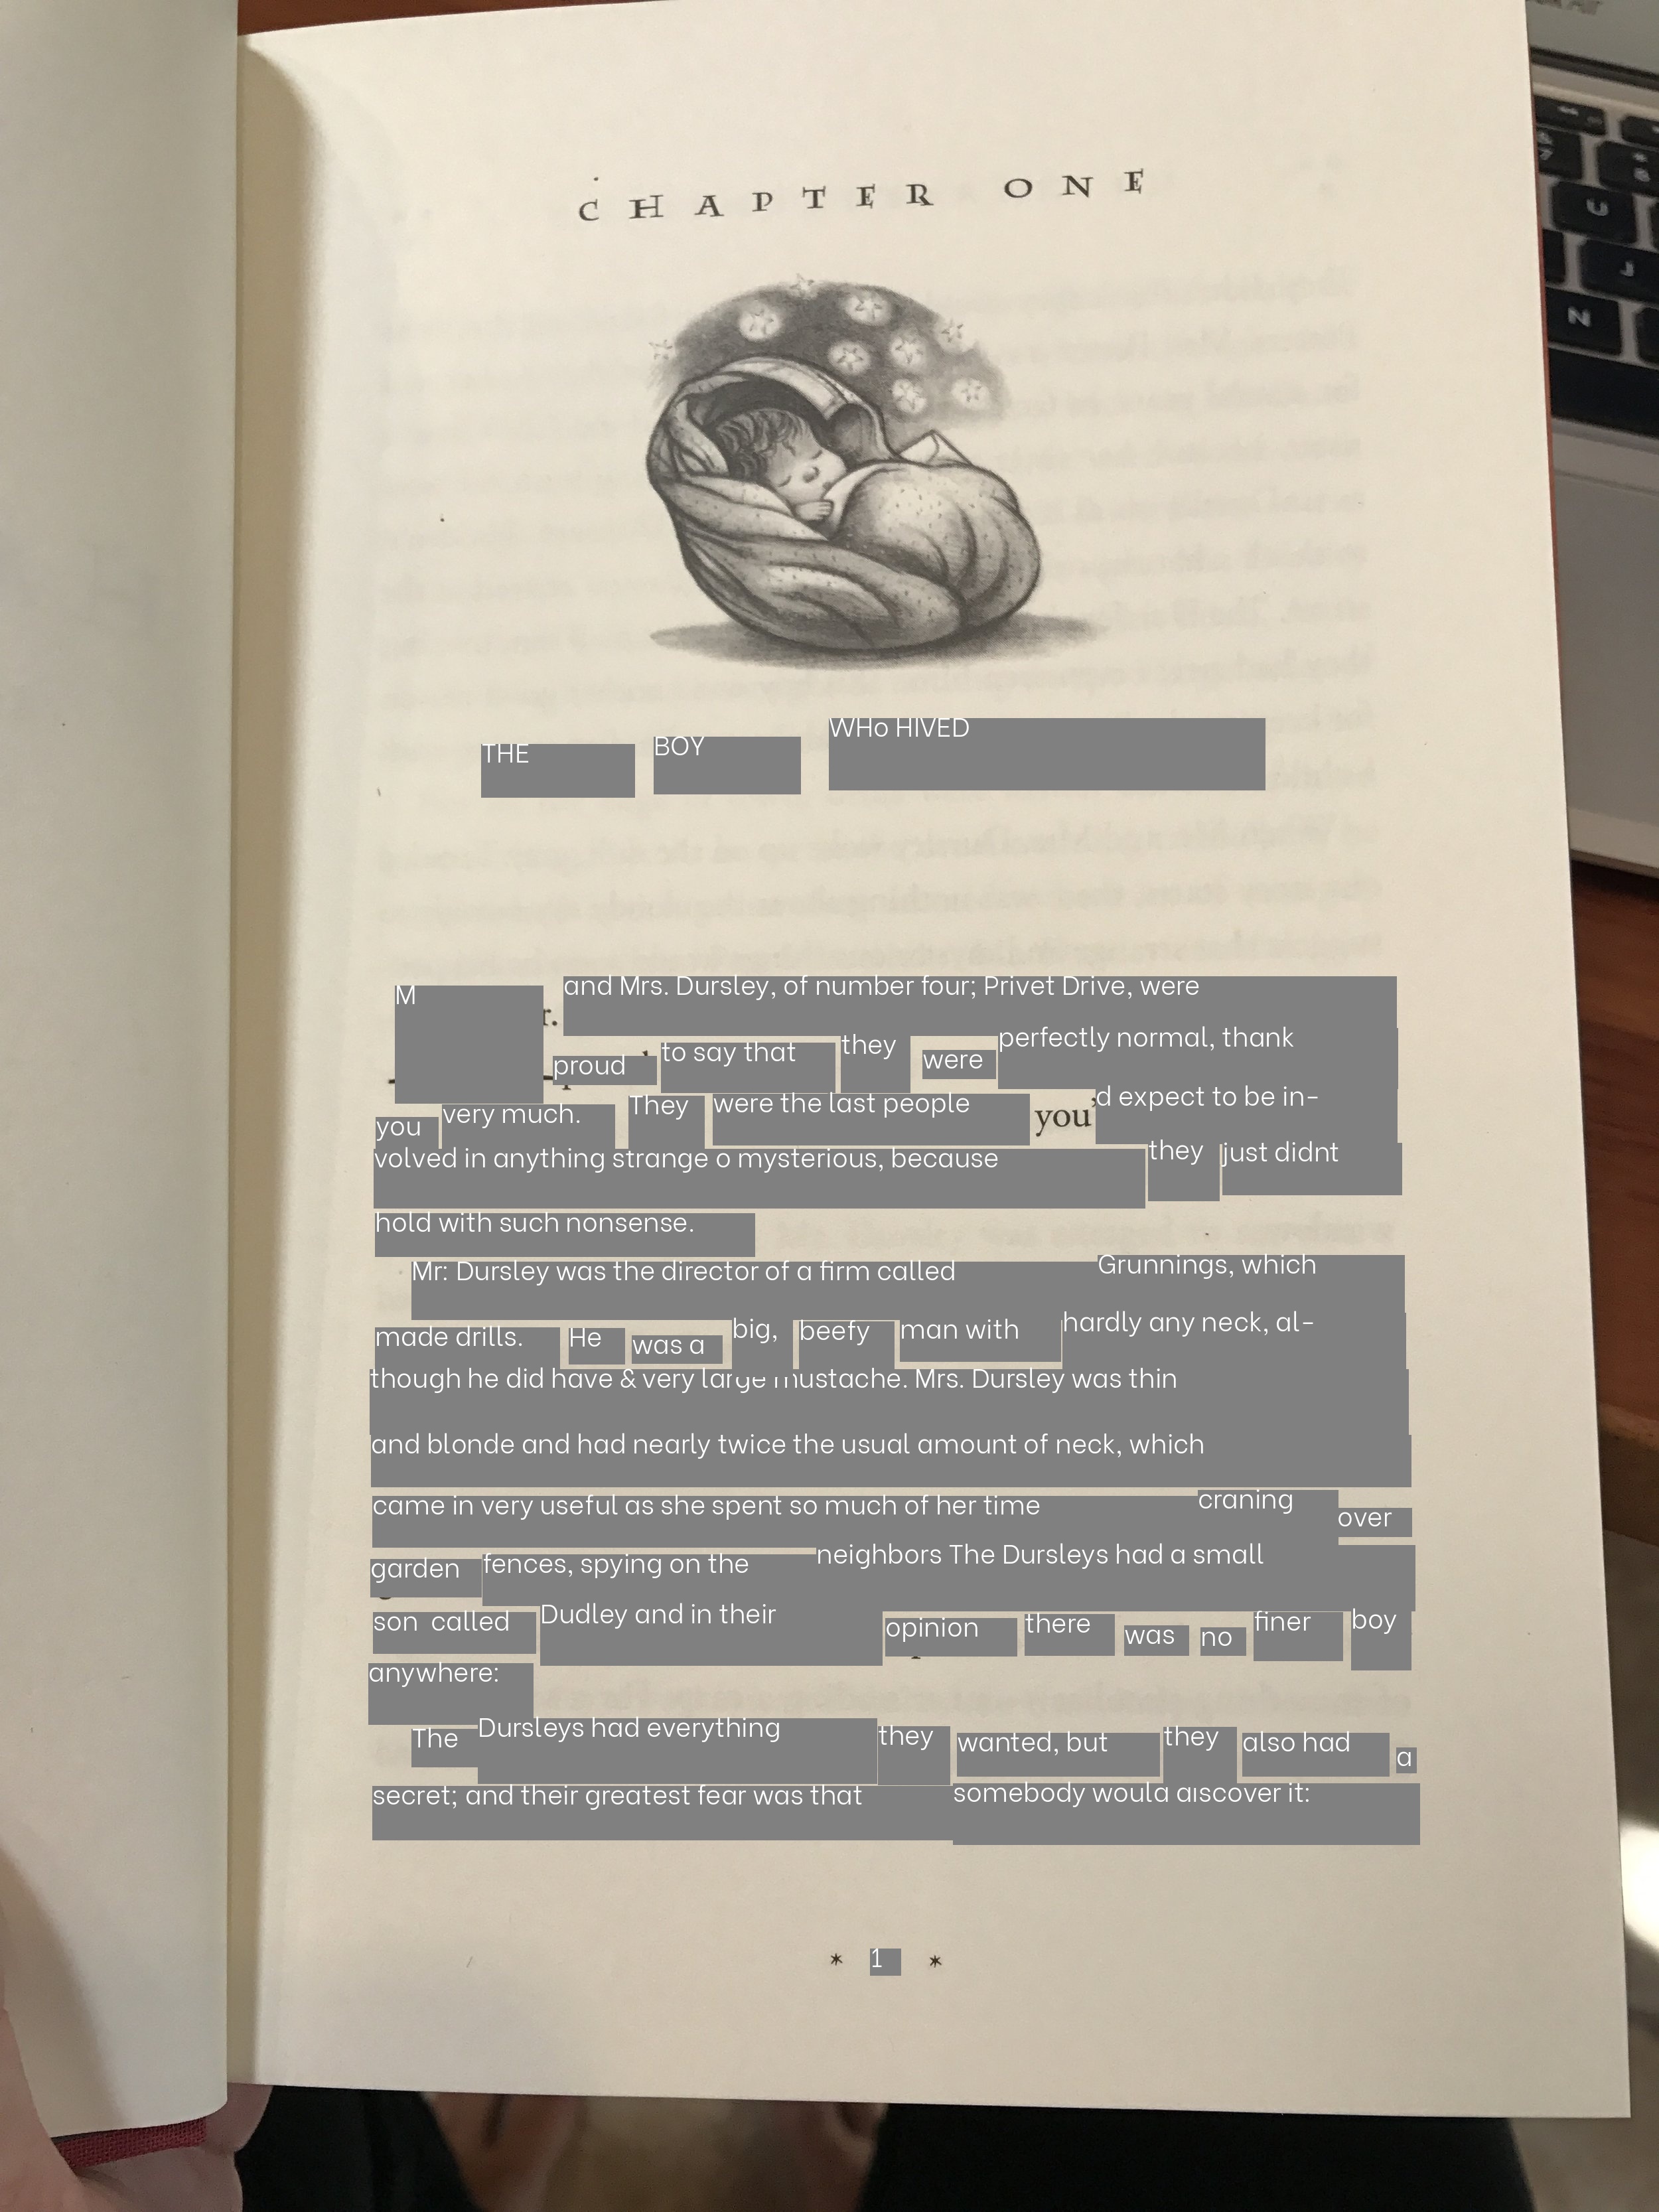 CHAPTER ONE
THE BOY WHo HIVED
M r. and Mrs. Dursley, of number four; Privet Drive, were
proud to say that they were perfectly normal, thank
you very much. They were the last people you'd expect to be in-
volved in anything strange o mysterious, because they just didnt
hold with such nonsense.
Mr: Dursley was the director of a firm called Grunnings, which
made drills. He was a big, beefy man with hardly any neck, al-
though he did have & very large mustache. Mrs. Dursley was thin
and blonde and had nearly twice the usual amount of neck, which
came in very useful as she spent so much of her time craning over
garden fences, spying on the neighbors The Dursleys had a small
son called Dudley and in their opinion there was no finer boy
anywhere:
The Dursleys had everything they wanted, but they also had a
secret; and their greatest fear was that somebody would discover it:
* 1 *
U
J
N